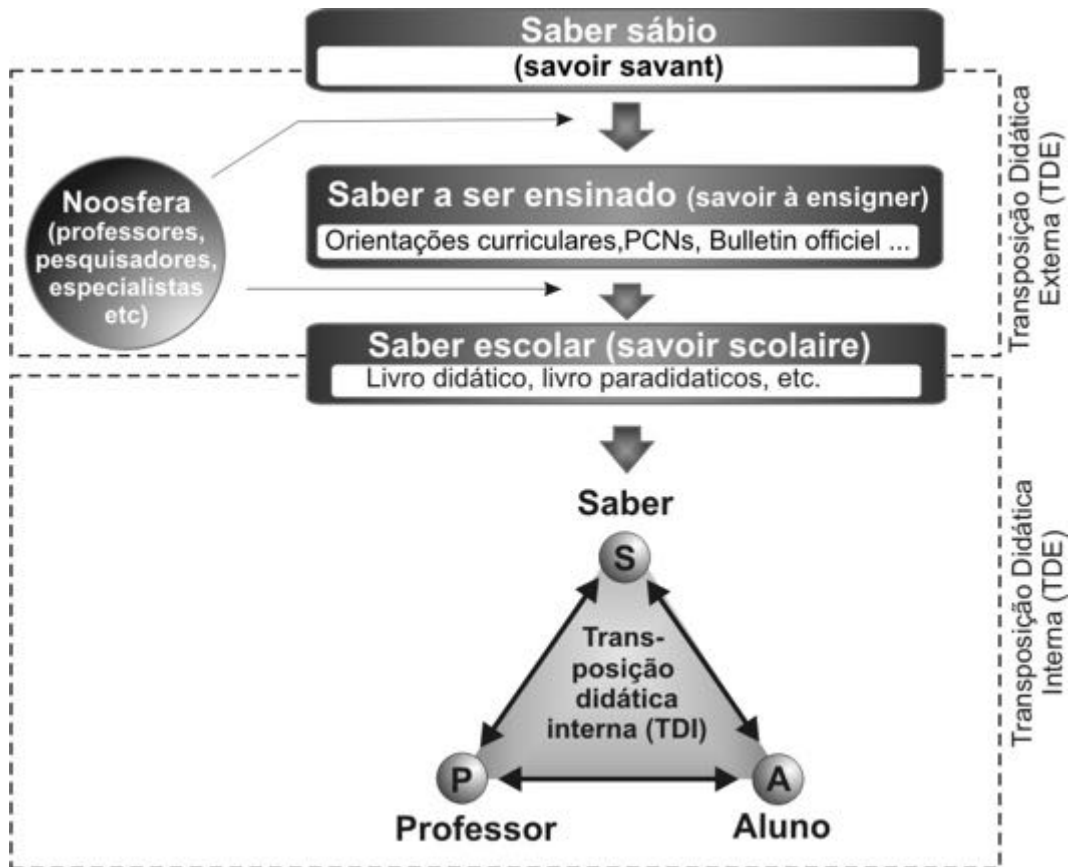 Saber sábio
(savoir savant)
Noosfera
(professores,
pesquisadores,
especialistas
etc)
Saber a ser ensinado (savoir à ensigner)
Orientações curriculares,PCNs, Bulletin officiel ...
Saber escolar (savoir scolaire)
Livro didático, livro paradidaticos, etc.
Transposição Didática
Externa (TDE)
Saber
S
Trans-
posição
didática
interna (TDI)
P
A
Professor
Aluno
Transposição Didática
Interna (TDE)